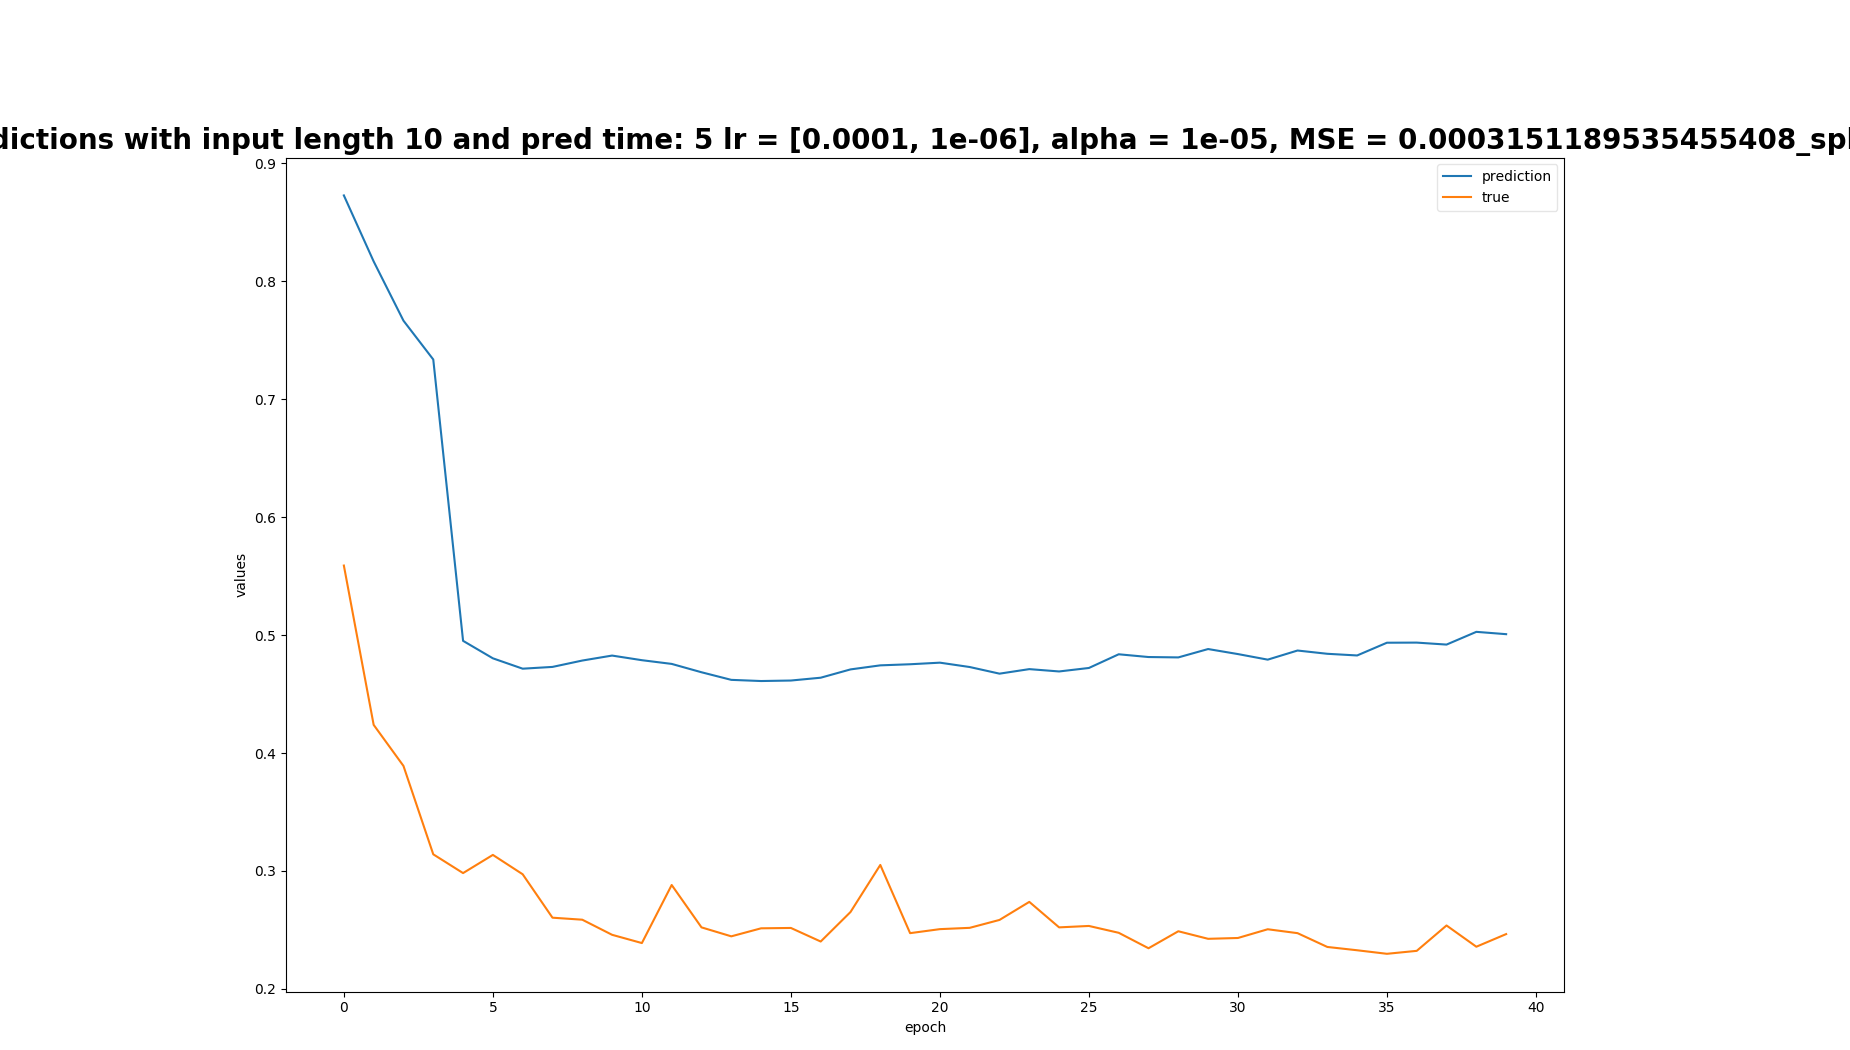 with input length 10 and pred time: 5 lr = [0.0001, 1e-06], alpha = 1e-05, MSE = 0.0003151189535455408
prediction
true
0.9
0.8
0.7
0.6
0.5
0.4
0.3
0.2
values
0 5 10 15 20 25 30 35 40
epoch